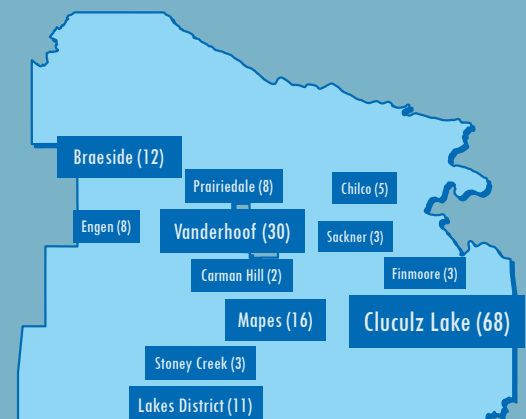 Braeside (12)
Prairiedale (8)
Chilco (5)
Engen (8)
Vanderhoof (30)
Sackner (3)
Carman Hill (2)
Finmoore (3)
Mapes (16)
Cluculz Lake (68)
Stoney Creek (3)
Lakes District (11)